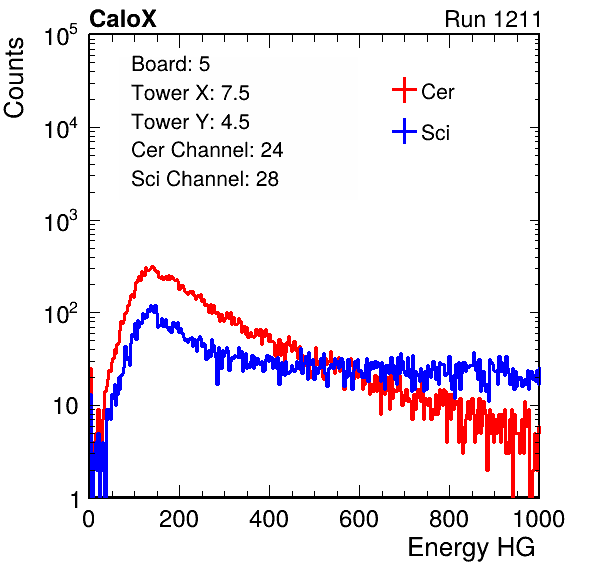 CaloX Run 1211
Counts
Board: 5
Tower X: 7.5
Tower Y: 4.5
Cer Channel: 24
Sci Channel: 28
Cer
Sci
10^5
10^4
10^3
10^2
10
1
0 200 400 600 800 1000
Energy HG